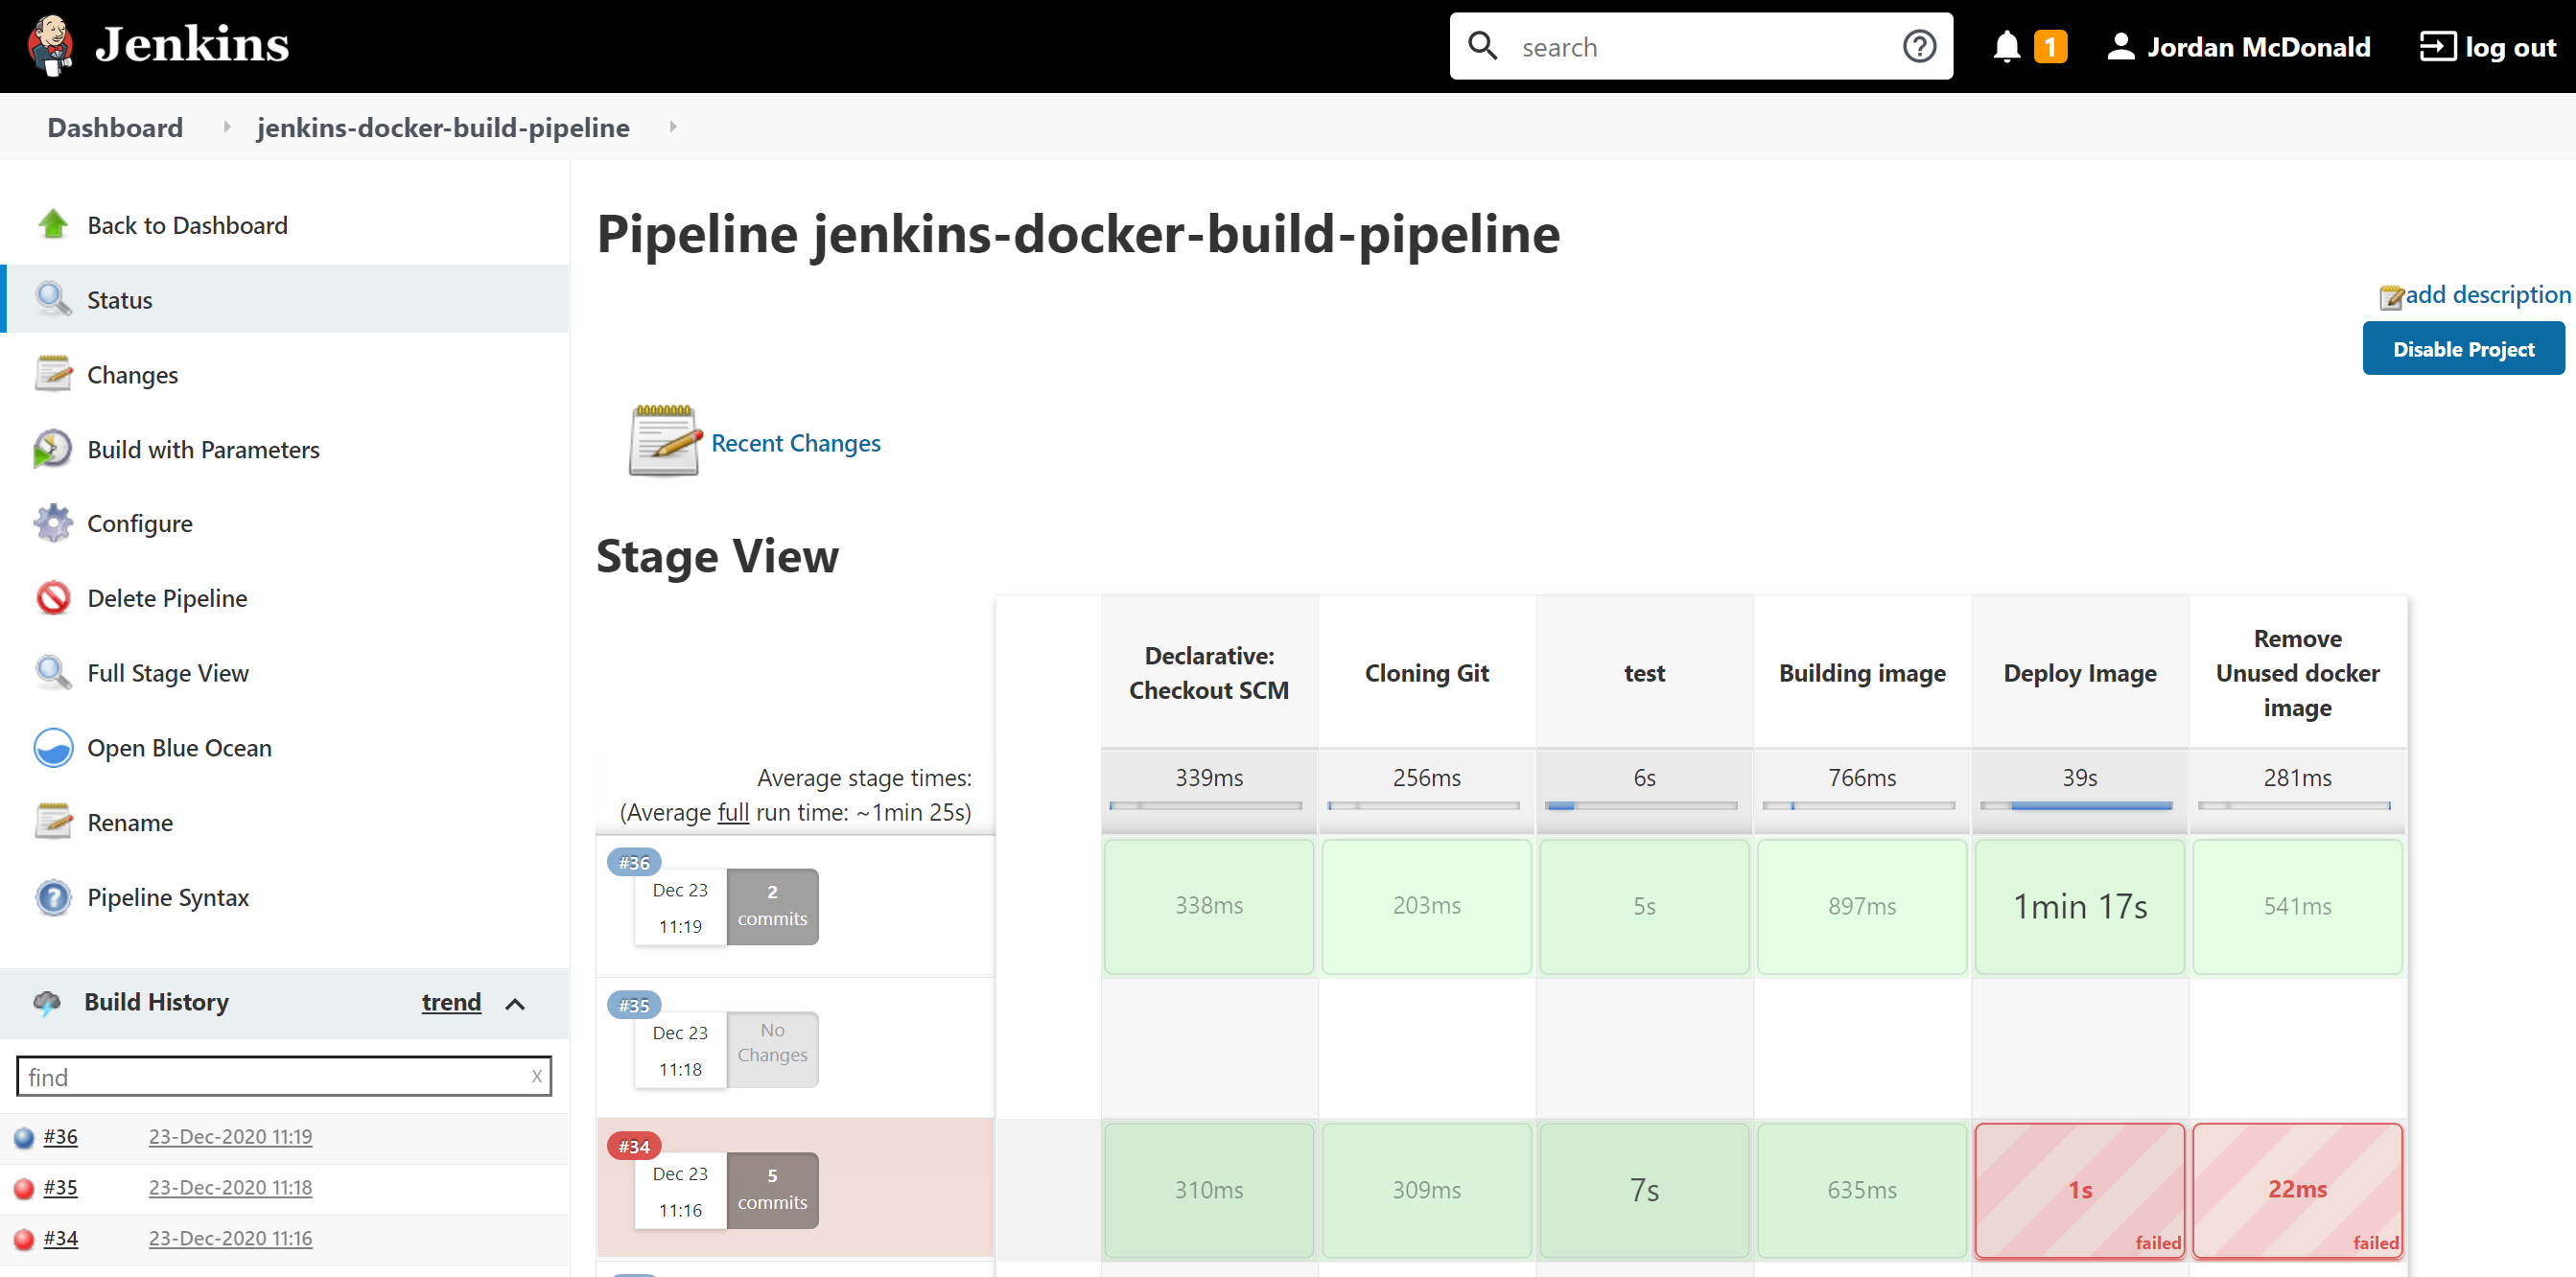 Jenkins
search
1
Jordan McDonald
log out
Dashboard
jenkins-docker-build-pipeline
Back to Dashboard
Status
Changes
Build with Parameters
Configure
Delete Pipeline
Full Stage View
Open Blue Ocean
Rename
Pipeline Syntax
Build History
trend
find
X
#36 23-Dec-2020 11:19
#35 23-Dec-2020 11:18
#34 23-Dec-2020 11:16
Pipeline jenkins-docker-build-pipeline
add description
Disable Project
Recent Changes
Stage View
Declarative:
Checkout SCM
Cloning Git
test
Building image
Deploy Image
Remove
Unused docker
image
Average stage times:
(Average full run time: ~1min 25s)
339ms
256ms
6s
766ms
39s
281ms
#36
Dec 23
11:19
2
commits
338ms
203ms
5s
897ms
1min 17s
541ms
#35
Dec 23
11:18
No
Changes
#34
Dec 23
11:16
5
commits
310ms
309ms
7s
635ms
1s
failed
22ms
failed